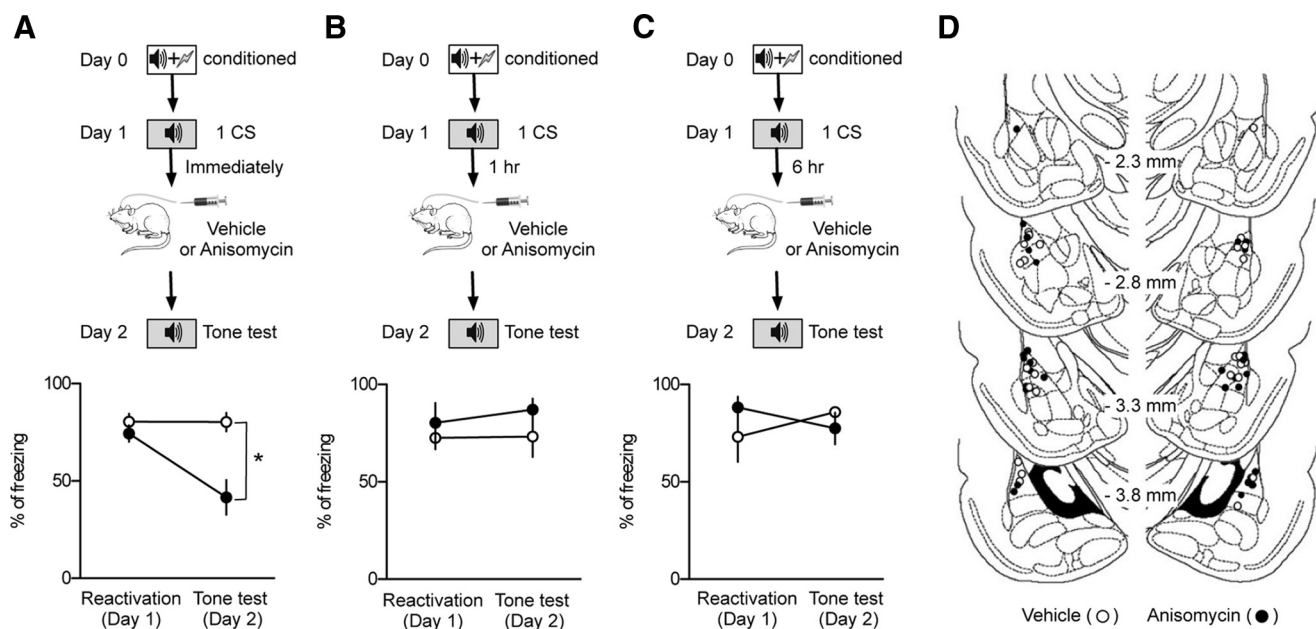 A
Day 0
+
conditioned
Day 1
1 CS
Immediately
Vehicle
or Anisomycin
Day 2
Tone test
100
50
0
% of freezing
*
Reactivation
(Day 1)
Tone test
(Day 2)
B
Day 0
+
conditioned
Day 1
1 CS
1 hr
Vehicle
or Anisomycin
Day 2
Tone test
100
50
0
% of freezing
Reactivation
(Day 1)
Tone test
(Day 2)
C
Day 0
+
conditioned
Day 1
1 CS
6 hr
Vehicle
or Anisomycin
Day 2
Tone test
100
50
0
% of freezing
Reactivation
(Day 1)
Tone test
(Day 2)
D
- 2.3 mm
- 2.8 mm
- 3.3 mm
- 3.8 mm
Vehicle (○) Anisomycin (●)